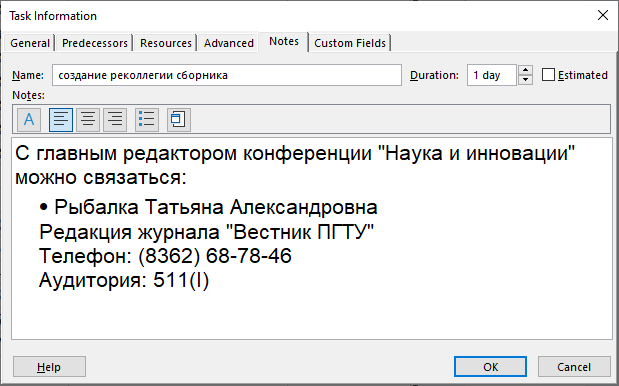 Task Information
General Predecessors Resources Advanced Notes Custom Fields
Name: создание реколлегии сборника Duration: 1 day Estimated
Notes:
A
С главным редактором конференции "Наука и инновации"
можно связаться:
• Рыбалка Татьяна Александровна
Редакция журнала "Вестник ПГТУ"
Телефон: (8362) 68-78-46
Аудитория: 511(I)
Help OK Cancel